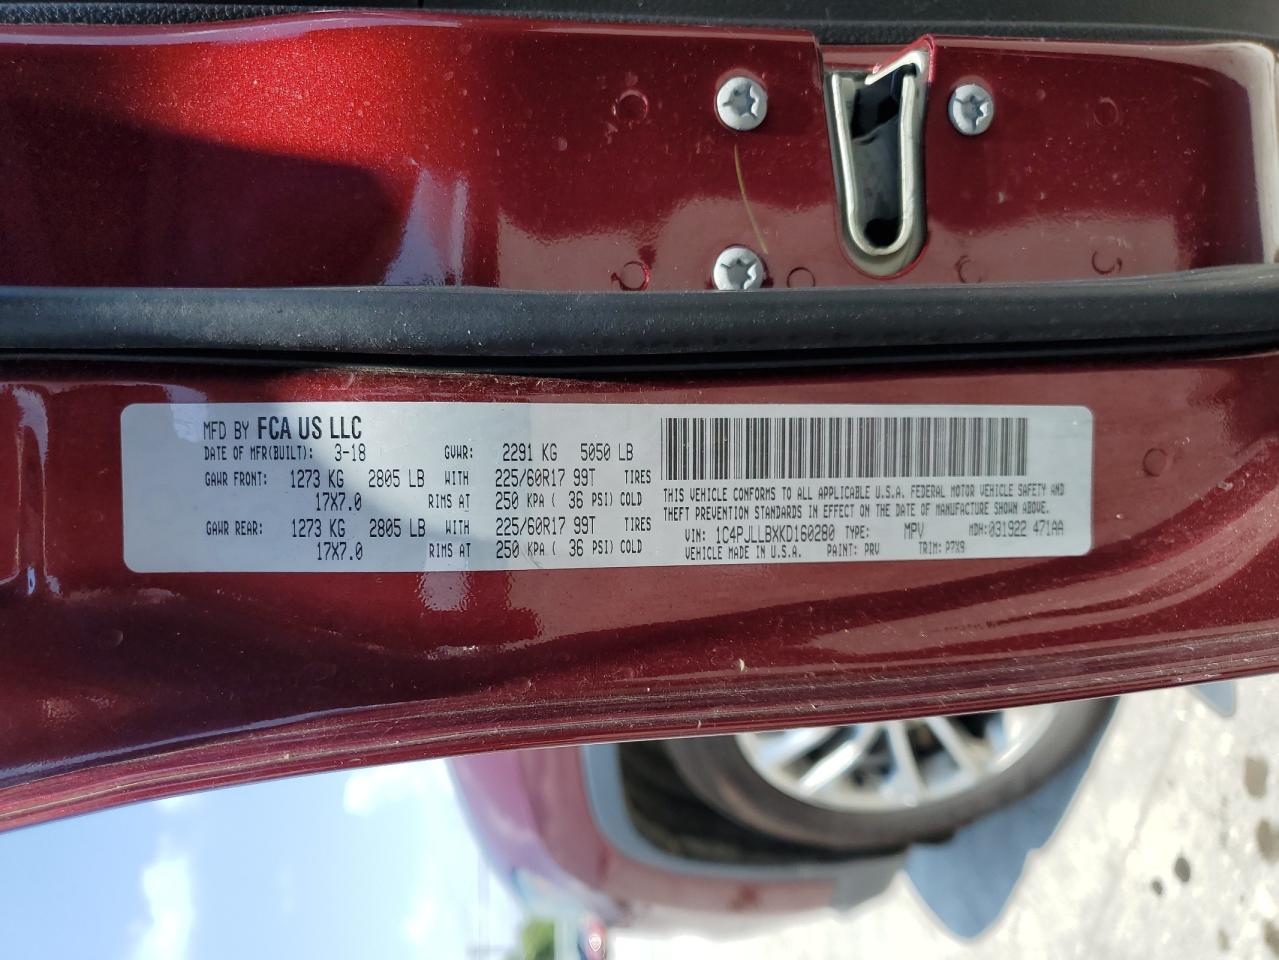 MFD BY FCA US LLC
DATE OF MFR(BUILT): 3-18 GVWR: 2291 KG 5050 LB
GAWR FRONT: 1273 KG 2805 LB WITH 225/60R17 99T TIRES
17X7.0 RIMS AT 250 KPA ( 36 PSI) COLD
GAWR REAR: 1273 KG 2805 LB WITH 225/60R17 99T TIRES
17X7.0 RIMS AT 250 KPA ( 36 PSI) COLD
THIS VEHICLE CONFORMS TO ALL APPLICABLE U.S.A. FEDERAL MOTOR VEHICLE SAFETY AND
THEFT PREVENTION STANDARDS IN EFFECT ON THE DATE OF MANUFACTURE SHOWN ABOVE.
VIN: 1C4PJLLBXKD160280 TYPE: MPV MDH: 031922 471AA
VEHICLE MADE IN U.S.A. PAINT: PRV TRIM: P7X9